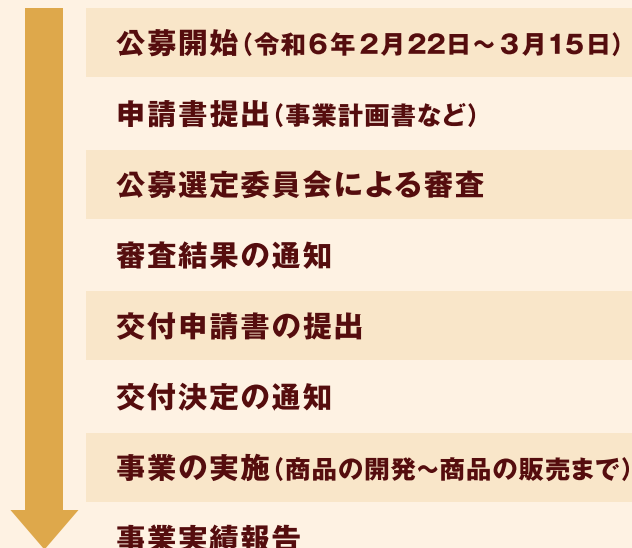 公募開始(令和6年2月22日～3月15日)
申請書提出(事業計画書など)
公募選定委員会による審査
審査結果の通知
交付申請書の提出
交付決定の通知
事業の実施(商品の開発～商品の販売まで)
事業実績報告